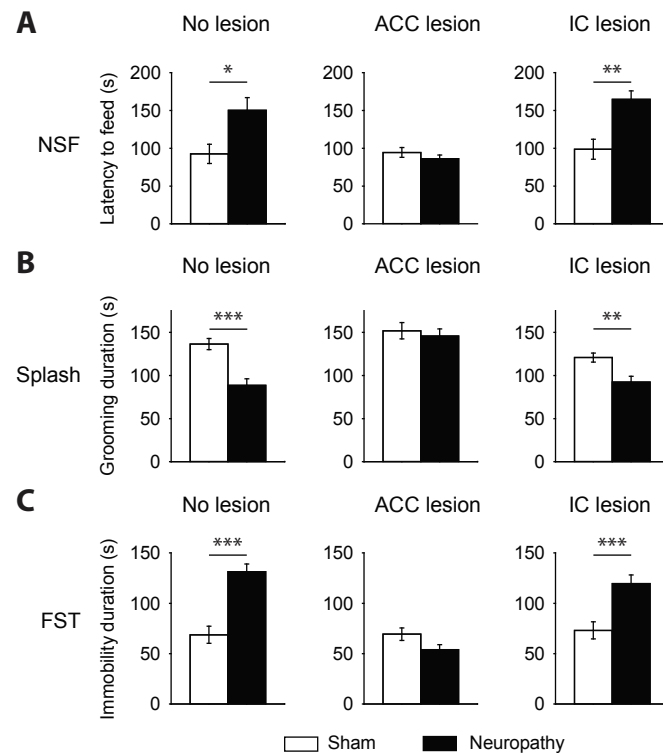 A
No lesion ACC lesion IC lesion
NSF
Latency to feed (s)
200 200 200
* **
150 150 150
100 100 100
50 50 50
0 0 0
B
No lesion ACC lesion IC lesion
Splash
Grooming duration (s)
*** **
150 150 150
100 100 100
50 50 50
0 0 0
C
No lesion ACC lesion IC lesion
FST
Immobility duration (s)
*** ***
150 150 150
100 100 100
50 50 50
0 0 0
Sham Neuropathy